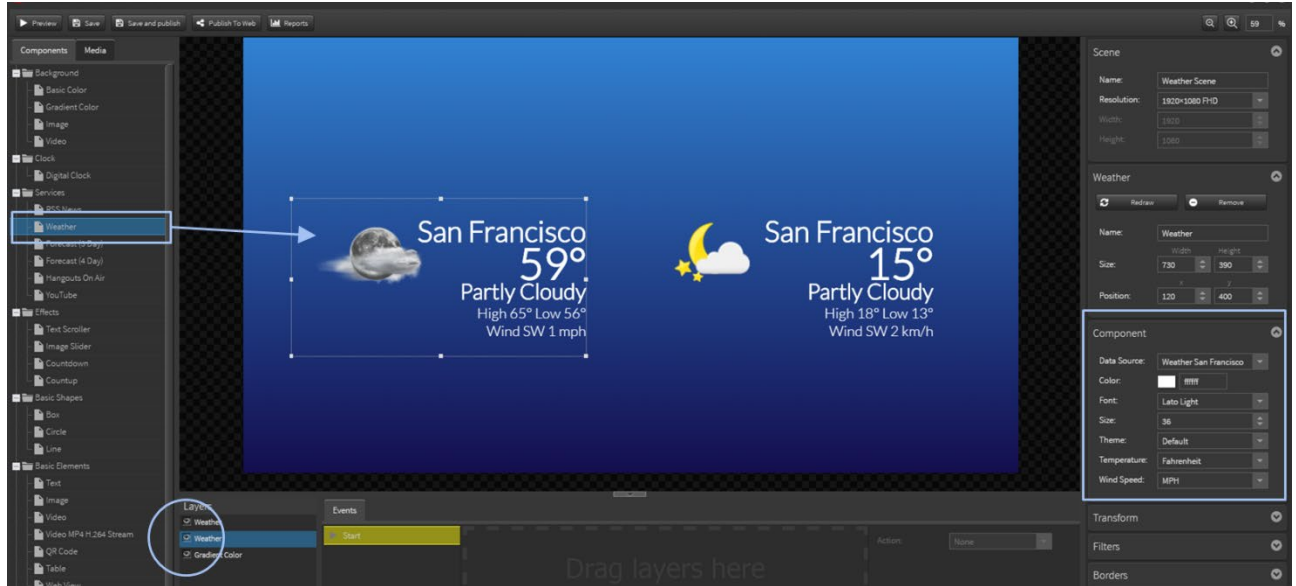 Preview Save Save and publish Publish To Web Reports 59 %
Components Media
Background
Basic Color
Gradient Color
Image
Video
Clock
Digital Clock
Services
RSS News
Weather
Forecast (5 Day)
Forecast (4 Day)
Hangouts On Air
YouTube
Effects
Text Scroller
Image Slider
Countdown
Countup
Basic Shapes
Box
Circle
Line
Basic Elements
Text
Image
Video
Video MP4 H.264 Stream
QR Code
Table
Web View
San Francisco
59°
Partly Cloudy
High 65° Low 56°
Wind SW 1 mph
San Francisco
15°
Partly Cloudy
High 18° Low 13°
Wind SW 2 km/h
Layers
Weather
Weather
Gradient Color
Events
Start
Drag layers here
Action: None
Scene
Name: Weather Scene
Resolution: 1920×1080 FHD
Width: 1920
Height: 1080
Weather
Redraw Remove
Name: Weather
Width Height
Size: 730 390
x y
Position: 120 400
Component
Data Source: Weather San Francisco
Color: ffffff
Font: Lato Light
Size: 36
Theme: Default
Temperature: Fahrenheit
Wind Speed: MPH
Transform
Filters
Borders